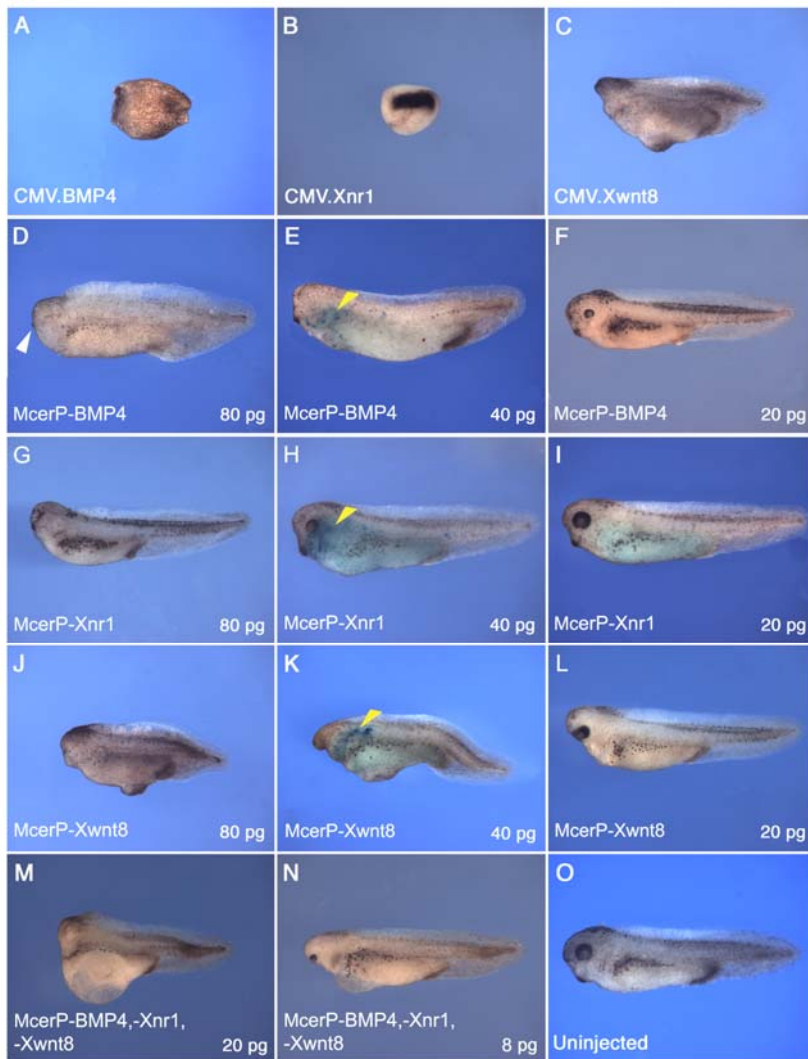 A
CMV.BMP4
B
CMV.Xnr1
C
CMV.Xwnt8
D
McerP-BMP4 80 pg
E
McerP-BMP4 40 pg
F
McerP-BMP4 20 pg
G
McerP-Xnr1 80 pg
H
McerP-Xnr1 40 pg
I
McerP-Xnr1 20 pg
J
McerP-Xwnt8 80 pg
K
McerP-Xwnt8 40 pg
L
McerP-Xwnt8 20 pg
M
McerP-BMP4,-Xnr1,
-Xwnt8 20 pg
N
McerP-BMP4,-Xnr1,
-Xwnt8 8 pg
O
Uninjected